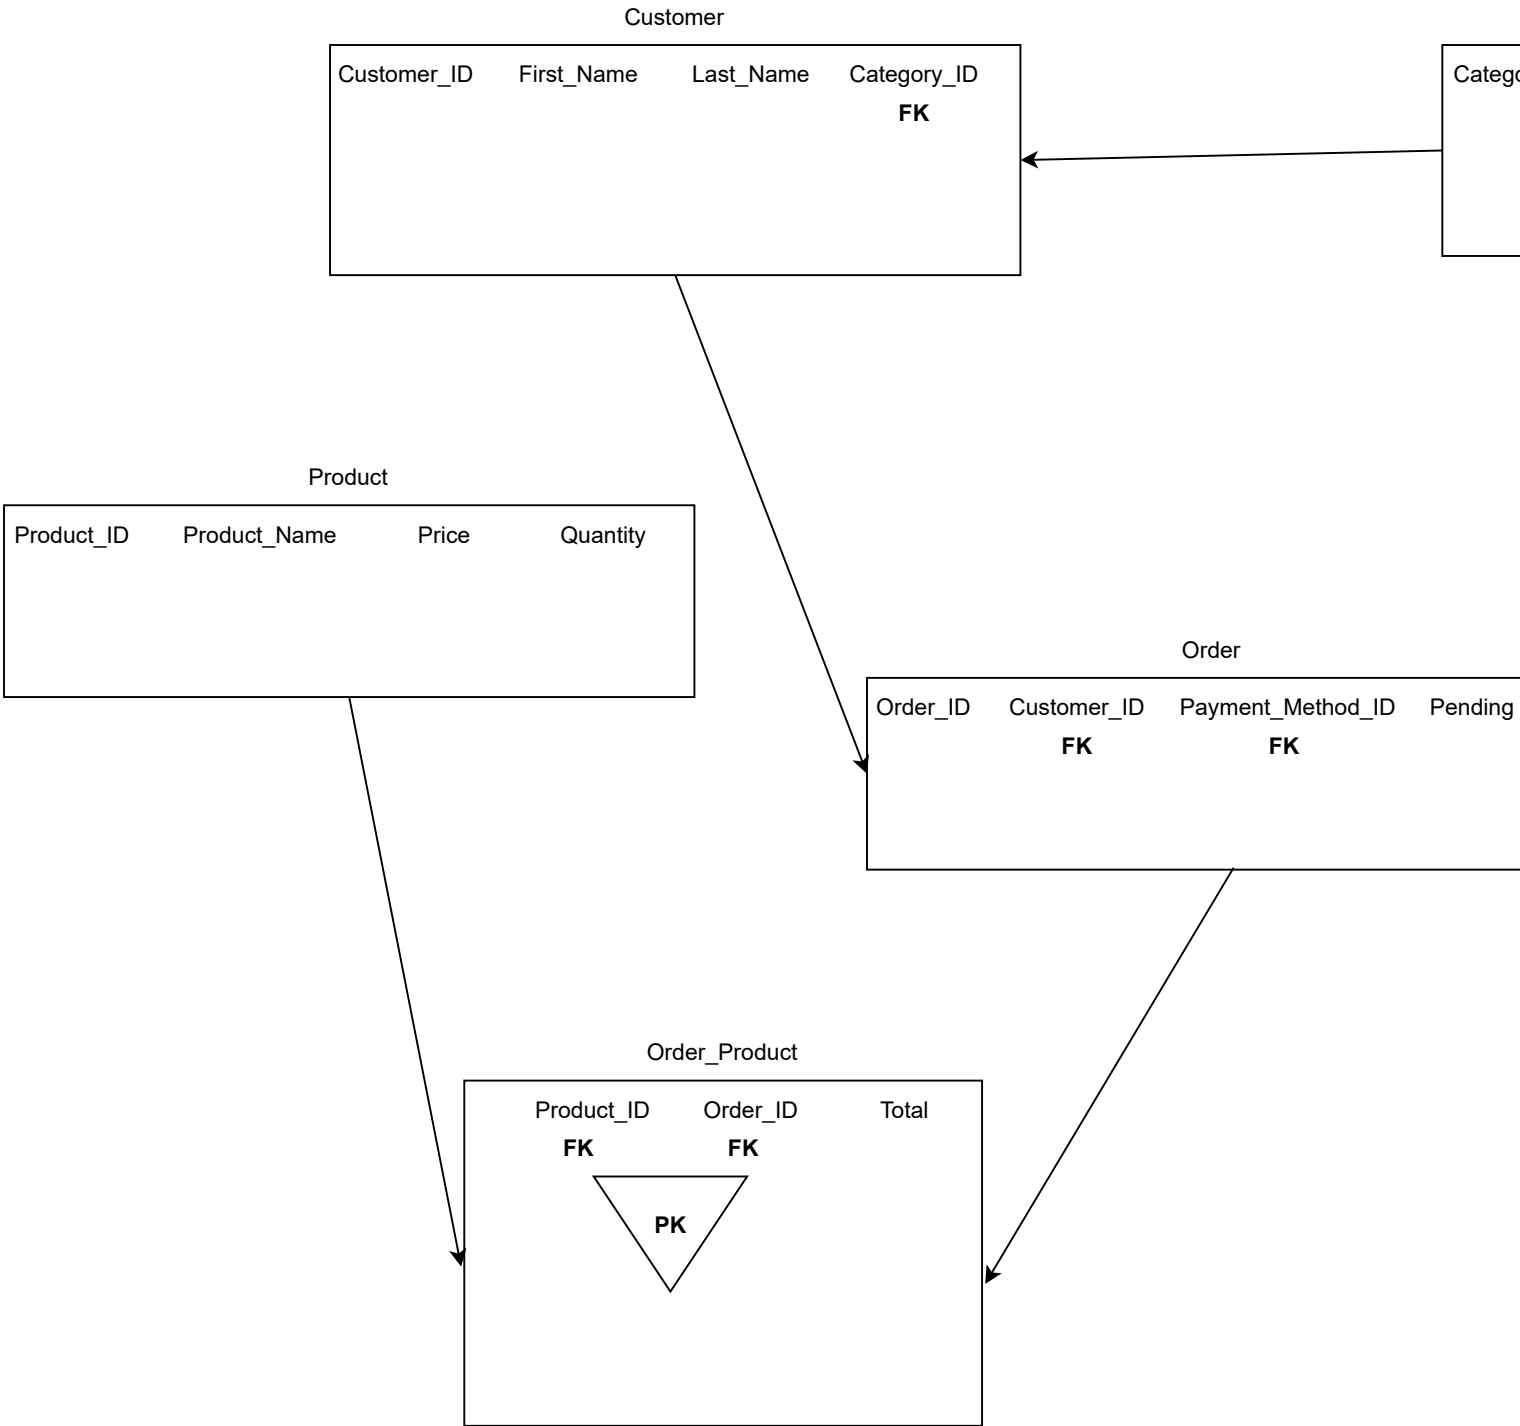 Customer
Customer_ID First_Name Last_Name Category_ID
FK
Product
Product_ID Product_Name Price Quantity
Order
Order_ID Customer_ID Payment_Method_ID Pending
FK FK
Order_Product
Product_ID Order_ID Total
FK FK
PK